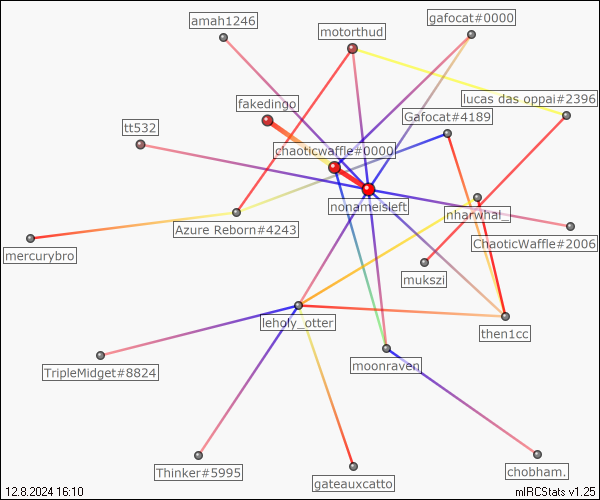 amah1246
gafocat#0000
motorthud
lucas das oppai#2396
fakedingo
Gafocat#4189
tt532
chaoticwaffle#0000
nonameisleft
nharwhal_
Azure Reborn#4243
ChaoticWaffle#2006
mercurybro
mukszi
leholy_otter
then1cc
TripleMidget#8824
moonraven_
Thinker#5995
gateauxcatto
chobham.
12.8.2024 16:10
mIRCStats v1.25